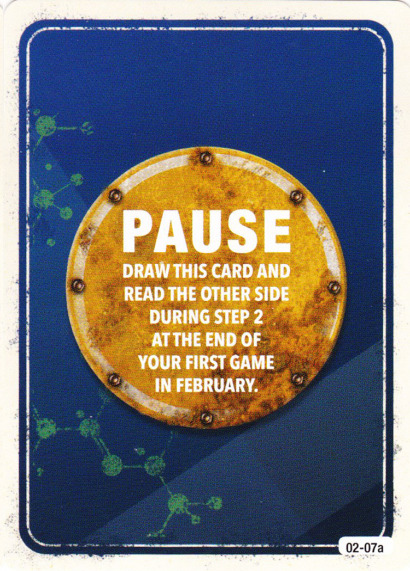 PAUSE
DRAW THIS CARD AND
READ THE OTHER SIDE
DURING STEP 2
AT THE END OF
YOUR FIRST GAME
IN FEBRUARY.
02-07a